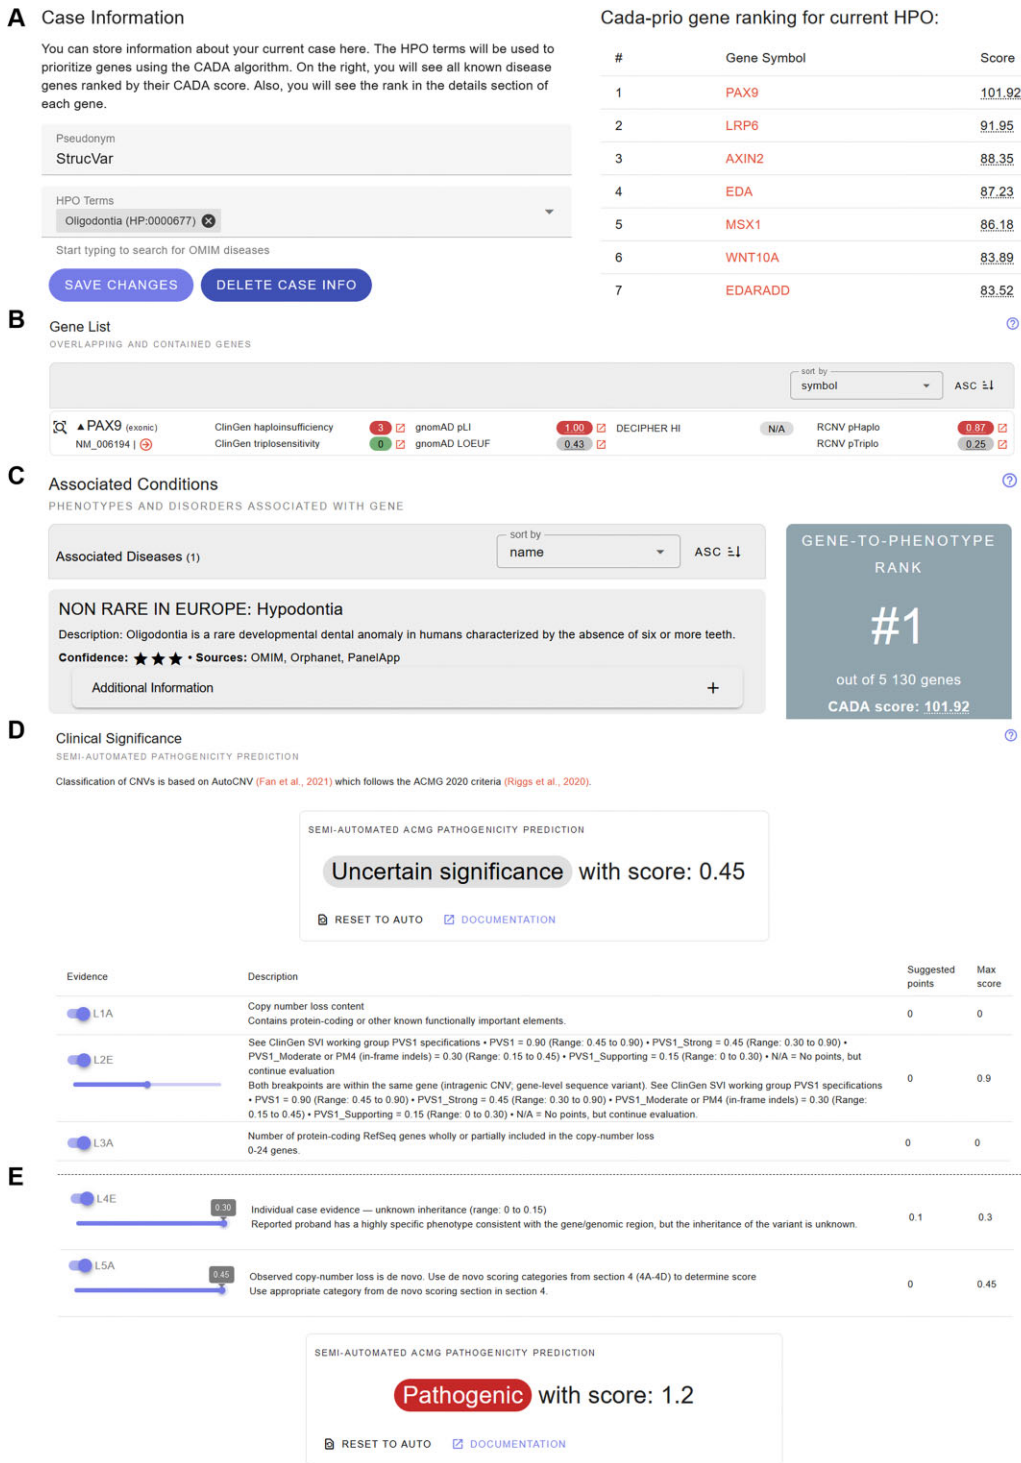 A
Case Information
You can store information about your current case here. The HPO terms will be used to
prioritize genes using the CADA algorithm. On the right, you will see all known disease
genes ranked by their CADA score. Also, you will see the rank in the details section of
each gene.
Pseudonym
StrucVar
HPO Terms
Oligodontia (HP:0000677)
Start typing to search for OMIM diseases
SAVE CHANGES DELETE CASE INFO
Cada-prio gene ranking for current HPO:
# Gene Symbol Score
1 PAX9 101.92
2 LRP6 91.95
3 AXIN2 88.35
4 EDA 87.23
5 MSX1 86.18
6 WNT10A 83.89
7 EDARADD 83.52
B
Gene List
OVERLAPPING AND CONTAINED GENES
sort by
symbol ASC
▲PAX9 (exonic) ClinGen haploinsufficiency 3 gnomAD pLI 1.00 DECIPHER HI N/A RCNV pHaplo 0.87
NM_006194 | ClinGen triplosensitivity 0 gnomAD LOEUF 0.43 RCNV pTriplo 0.25
C
Associated Conditions
PHENOTYPES AND DISORDERS ASSOCIATED WITH GENE
Associated Diseases (1)
sort by
name ASC
NON RARE IN EUROPE: Hypodontia
Description: Oligodontia is a rare developmental dental anomaly in humans characterized by the absence of six or more teeth.
Confidence: ★★★ • Sources: OMIM, Orphanet, PanelApp
Additional Information +
GENE-TO-PHENOTYPE
RANK
#1
out of 5 130 genes
CADA score: 101.92
D
Clinical Significance
SEMI-AUTOMATED PATHOGENICITY PREDICTION
Classification of CNVs is based on AutoCNV (Fan et al., 2021) which follows the ACMG 2020 criteria (Riggs et al., 2020).
SEMI-AUTOMATED ACMG PATHOGENICITY PREDICTION
Uncertain significance with score: 0.45
RESET TO AUTO DOCUMENTATION
Evidence Description Suggested points Max score
L1A
Copy number loss content
Contains protein-coding or other known functionally important elements.
0 0
L2E
See ClinGen SVI working group PVS1 specifications • PVS1 = 0.90 (Range: 0.45 to 0.90) • PVS1_Strong = 0.45 (Range: 0.30 to 0.90) •
PVS1_Moderate or PM4 (in-frame indels) = 0.30 (Range: 0.15 to 0.45) • PVS1_Supporting = 0.15 (Range: 0 to 0.30) • N/A = No points, but
continue evaluation
Both breakpoints are within the same gene (intragenic CNV; gene-level sequence variant). See ClinGen SVI working group PVS1 specifications
• PVS1 = 0.90 (Range: 0.45 to 0.90) • PVS1_Strong = 0.45 (Range: 0.30 to 0.90) • PVS1_Moderate or PM4 (in-frame indels) = 0.30 (Range:
0.15 to 0.45) • PVS1_Supporting = 0.15 (Range: 0 to 0.30) • N/A = No points, but continue evaluation.
0 0.9
L3A
Number of protein-coding RefSeq genes wholly or partially included in the copy-number loss
0-24 genes.
0 0
E
L4E
0.30
Individual case evidence — unknown inheritance (range: 0 to 0.15)
Reported proband has a highly specific phenotype consistent with the gene/genomic region, but the inheritance of the variant is unknown.
0.1 0.3
L5A
0.45
Observed copy-number loss is de novo. Use de novo scoring categories from section 4 (4A-4D) to determine score
Use appropriate category from de novo scoring section in section 4.
0 0.45
SEMI-AUTOMATED ACMG PATHOGENICITY PREDICTION
Pathogenic with score: 1.2
RESET TO AUTO DOCUMENTATION